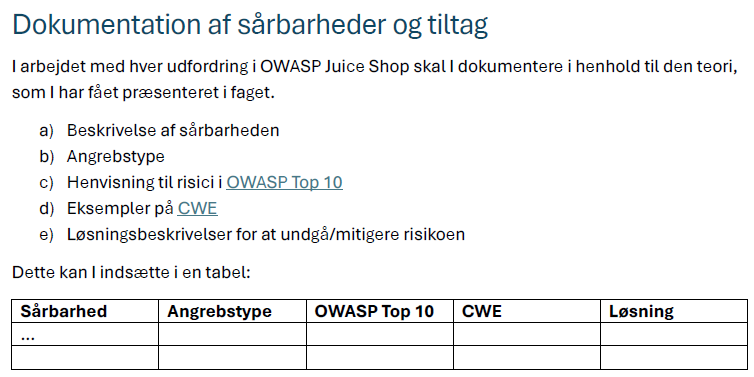 Dokumentation af sårbarheder og tiltag
I arbejdet med hver udfordring i OWASP Juice Shop skal I dokumentere i henhold til den teori,
som I har fået præsenteret i faget.
a) Beskrivelse af sårbarheden
b) Angrebstype
c) Henvisning til risici i OWASP Top 10
d) Eksempler på CWE
e) Løsningsbeskrivelser for at undgå/mitigere risikoen
Dette kan I indsætte i en tabel:
Sårbarhed Angrebstype OWASP Top 10 CWE Løsning
...